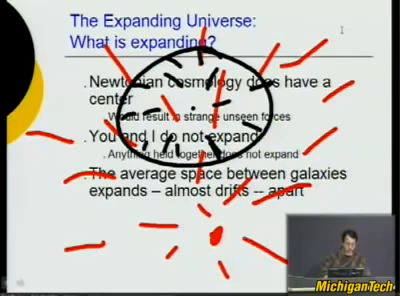 The Expanding Universe:
What is expanding?
. Newtonian cosmology does have a
center
. Would result in strange unseen forces
. You and I do not expand
. Anything held together does not expand
. The average space between galaxies
expands – almost drifts -- apart
MichiganTech